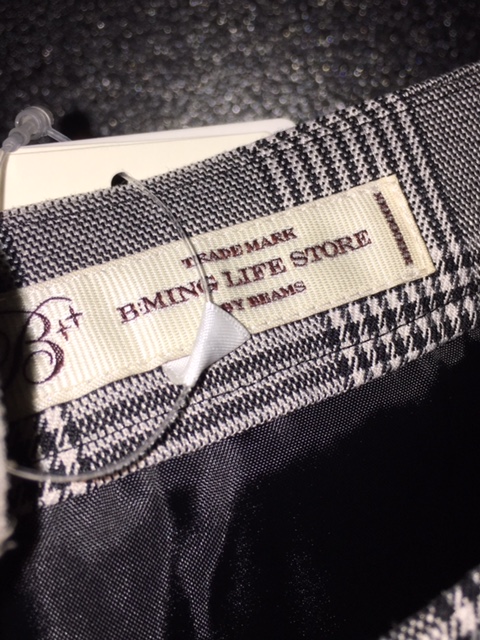 TRADE MARK
B:MING LIFE STORE
BY BEAMS
B++